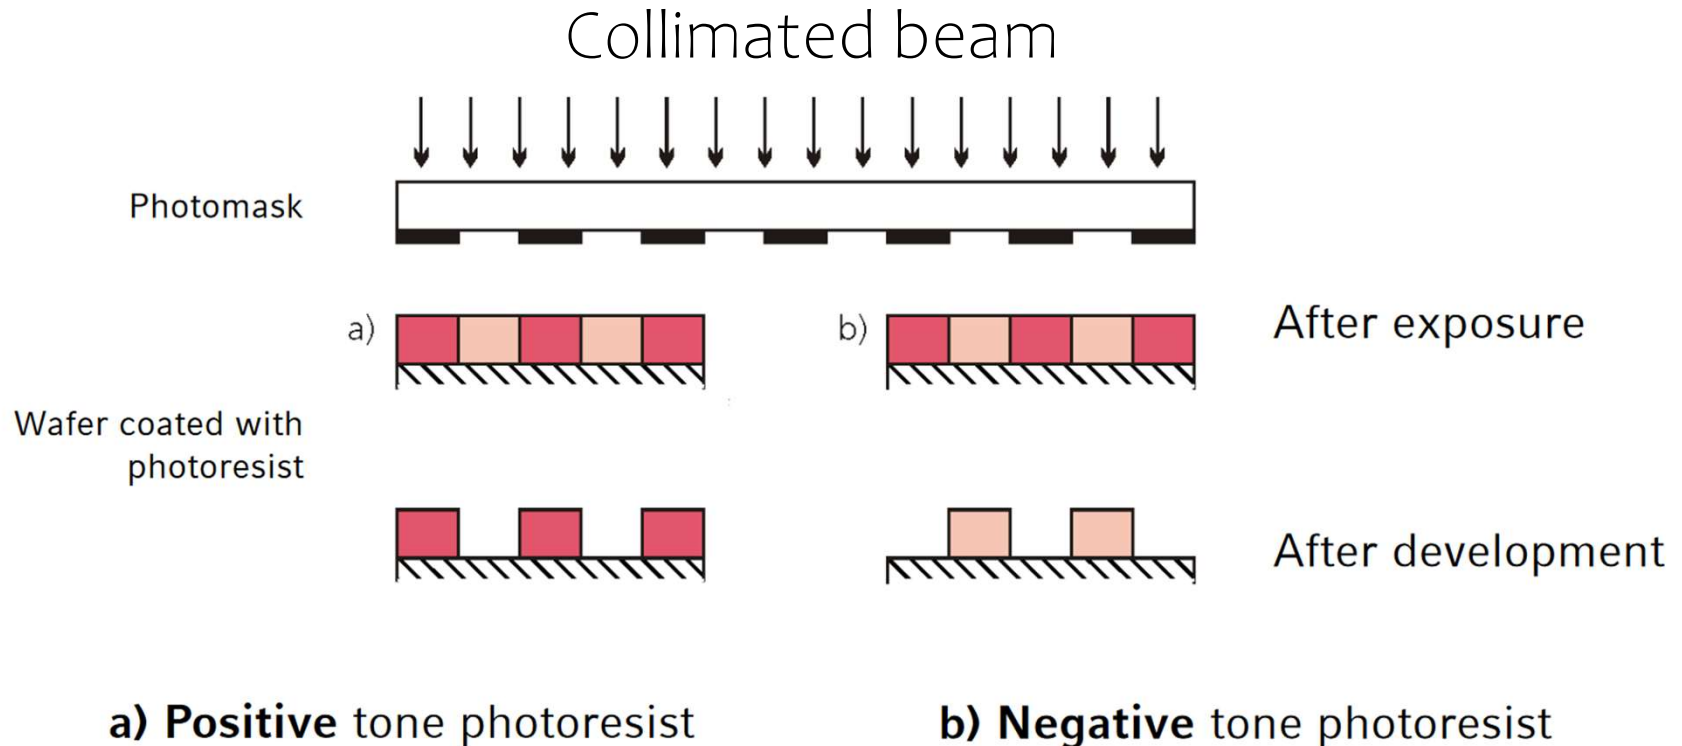 Collimated beam
Photomask
a)
b)
After exposure
Wafer coated with
photoresist
After development
a) Positive tone photoresist
b) Negative tone photoresist